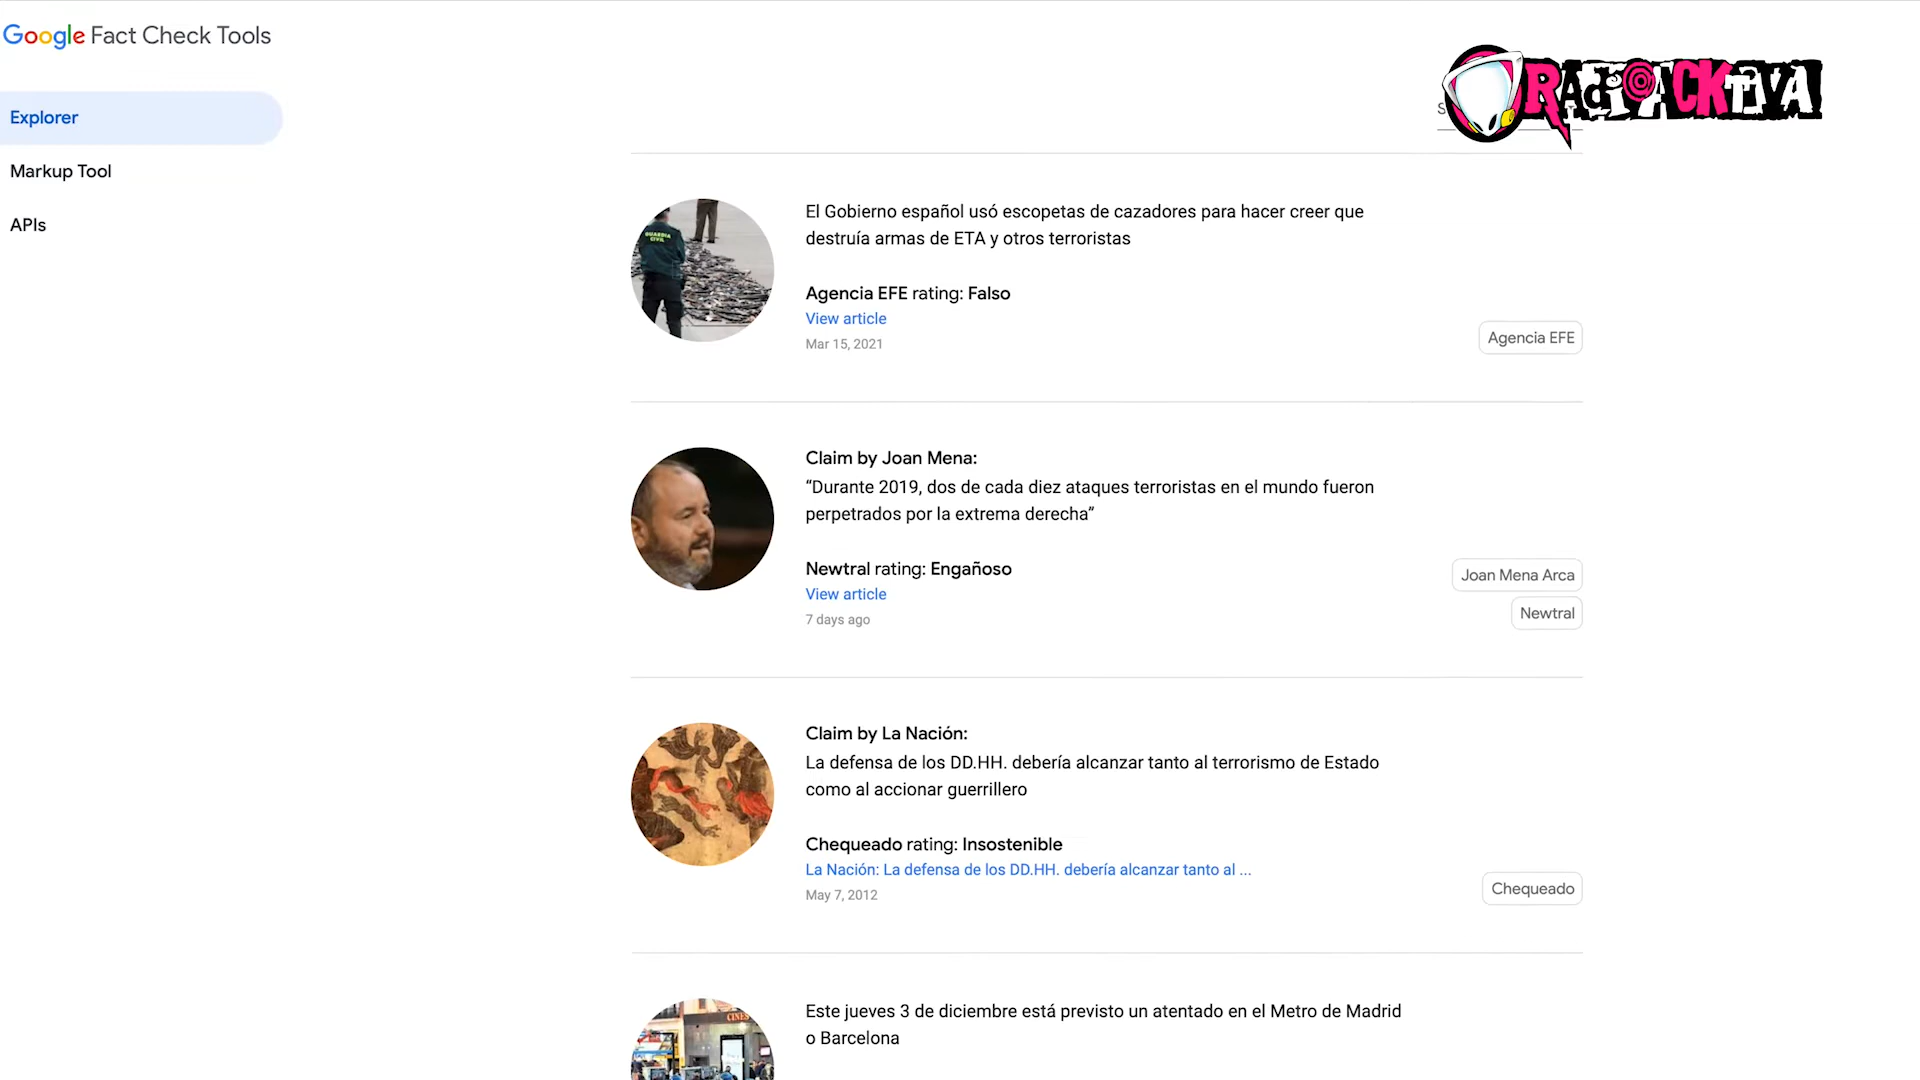 Google Fact Check Tools
RADIOACKTIVA
Explorer
Markup Tool
APIs
El Gobierno español usó escopetas de cazadores para hacer creer que
destruía armas de ETA y otros terroristas
GUARDIA
CIVIL
Agencia EFE rating: Falso
View article
Mar 15, 2021
Agencia EFE
Claim by Joan Mena:
“Durante 2019, dos de cada diez ataques terroristas en el mundo fueron
perpetrados por la extrema derecha”
Newtral rating: Engañoso
View article
7 days ago
Joan Mena Arca
Newtral
Claim by La Nación:
La defensa de los DD.HH. debería alcanzar tanto al terrorismo de Estado
como al accionar guerrillero
Chequeado rating: Insostenible
La Nación: La defensa de los DD.HH. debería alcanzar tanto al ...
May 7, 2012
Chequeado
Este jueves 3 de diciembre está previsto un atentado en el Metro de Madrid
o Barcelona
CINES